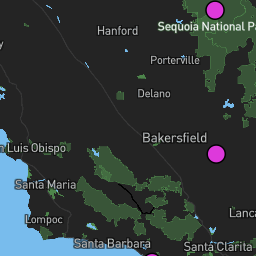 Hanford
Sequoia National Pa
Porterville
Delano
Bakersfield
n Luis Obispo
Santa Maria
Lompoc
Lanca
Santa Barbara
Santa Clarita